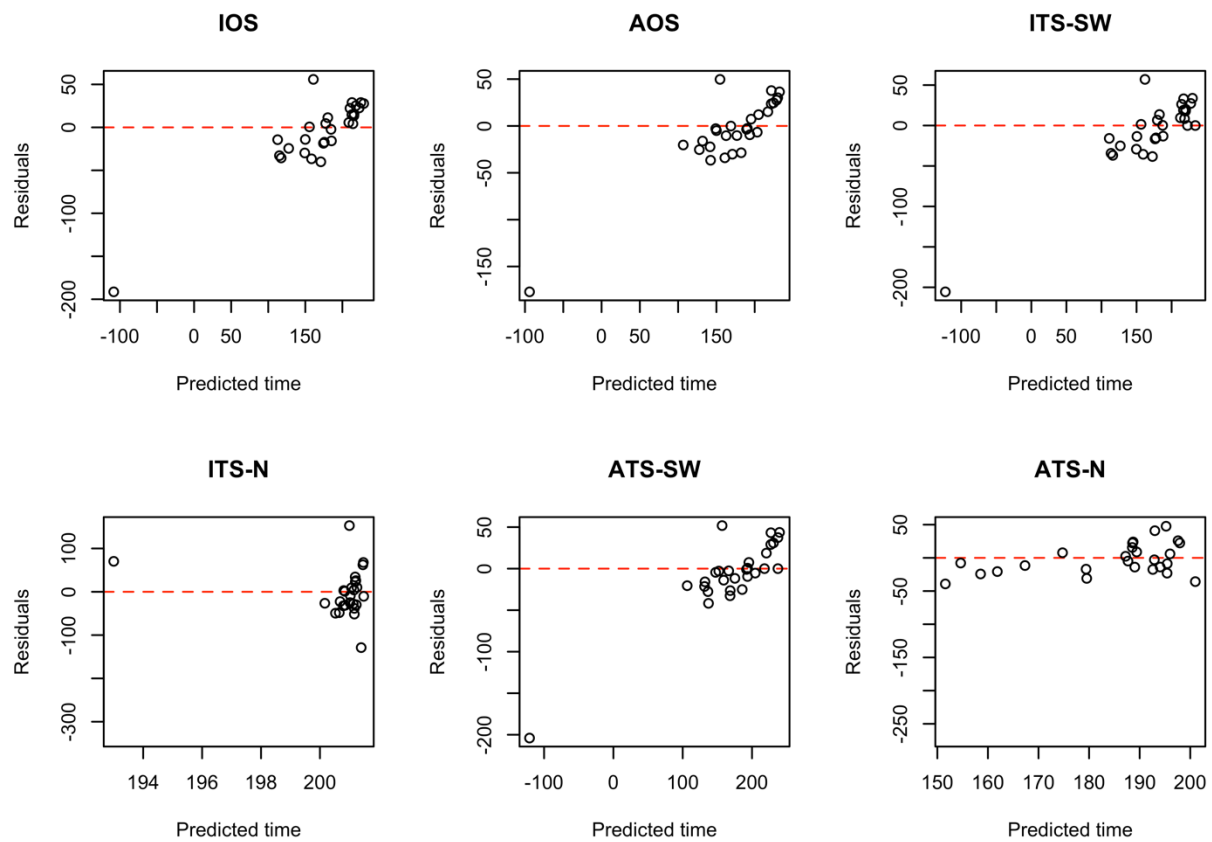 IOS
50
0
-100
-200
Residuals
-100 0 50 150
Predicted time
AOS
50
0
-50
-150
Residuals
-100 0 50 150
Predicted time
ITS-SW
50
0
-100
-200
Residuals
-100 0 50 150
Predicted time
ITS-N
100
0
-100
-300
Residuals
194 196 198 200
Predicted time
ATS-SW
50
0
-100
-200
Residuals
-100 0 100 200
Predicted time
ATS-N
50
-50
-150
-250
Residuals
150 160 170 180 190 200
Predicted time